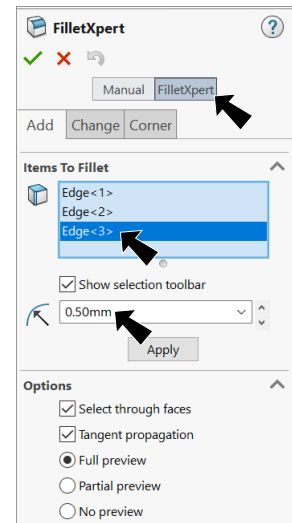 FilletXpert
?
Manual FilletXpert
Add Change Corner
Items To Fillet
Edge<1>
Edge<2>
Edge<3>
Show selection toolbar
0.50mm
Apply
Options
Select through faces
Tangent propagation
Full preview
Partial preview
No preview